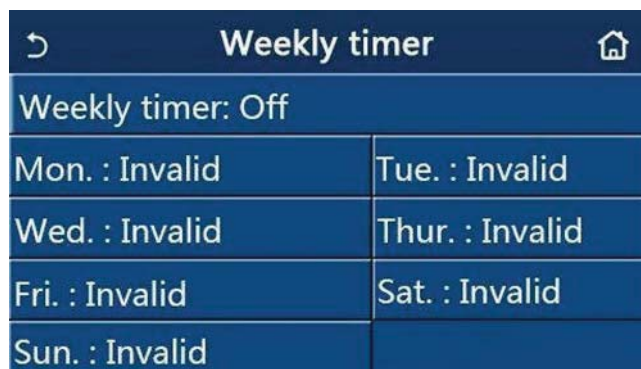 Weekly timer
Weekly timer: Off
Mon. : Invalid
Tue. : Invalid
Wed. : Invalid
Thur. : Invalid
Fri. : Invalid
Sat. : Invalid
Sun. : Invalid